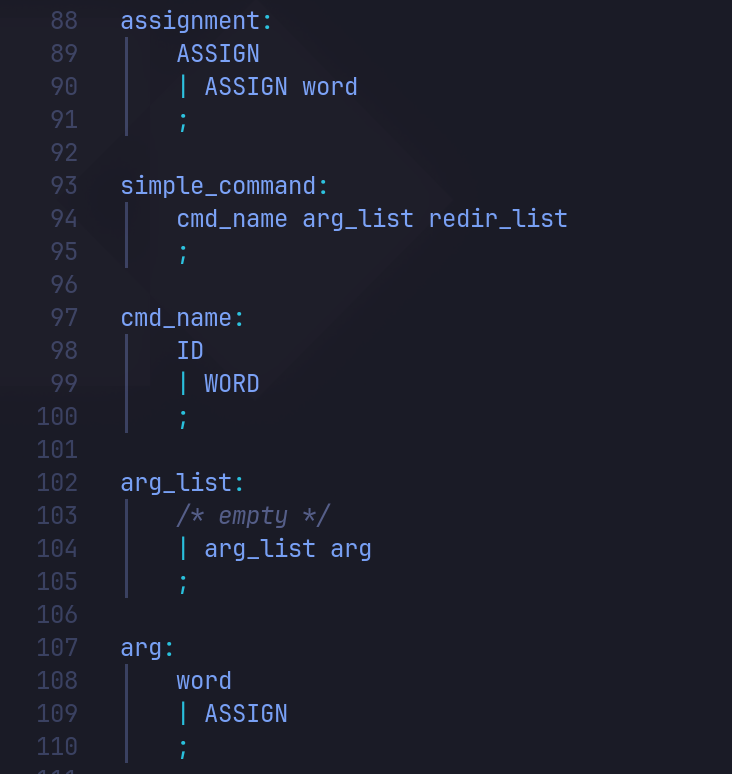 88 assignment:
89 ASSIGN
90 | ASSIGN word
91 ;
92
93 simple_command:
94 cmd_name arg_list redir_list
95 ;
96
97 cmd_name:
98 ID
99 | WORD
100 ;
101
102 arg_list:
103 /* empty */
104 | arg_list arg
105 ;
106
107 arg:
108 word
109 | ASSIGN
110 ;